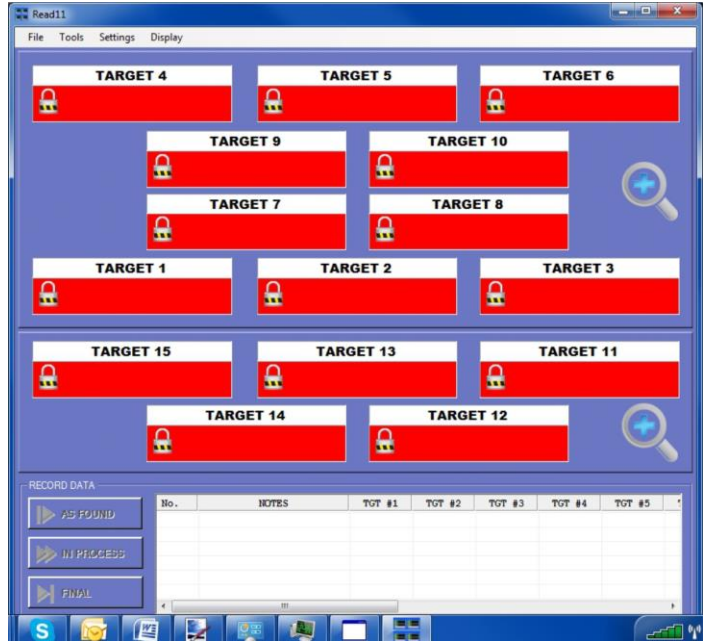 Read11
File Tools Settings Display
TARGET 4 TARGET 5 TARGET 6
TARGET 9 TARGET 10
TARGET 7 TARGET 8
TARGET 1 TARGET 2 TARGET 3
TARGET 15 TARGET 13 TARGET 11
TARGET 14 TARGET 12
RECORD DATA
No. NOTES TGT #1 TGT #2 TGT #3 TGT #4 TGT #5
AS FOUND
IN PROCESS
FINAL